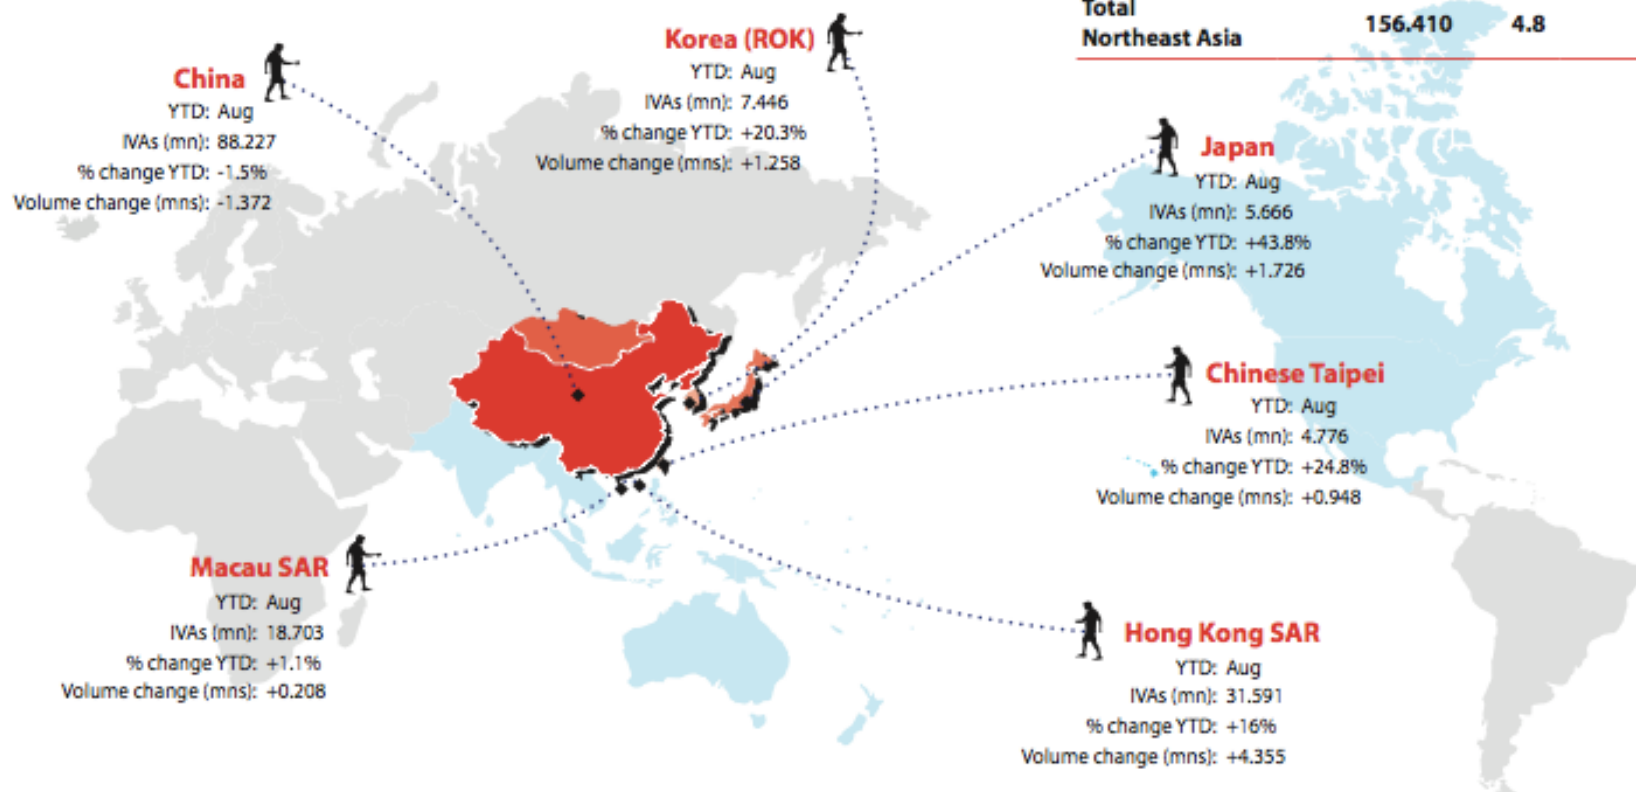 Total
Northeast Asia 156.410 4.8
China
YTD: Aug
IVAs (mn): 88.227
% change YTD: -1.5%
Volume change (mns): -1.372
Korea (ROK)
YTD: Aug
IVAs (mn): 7.446
% change YTD: +20.3%
Volume change (mns): +1.258
Japan
YTD: Aug
IVAs (mn): 5.666
% change YTD: +43.8%
Volume change (mns): +1.726
Chinese Taipei
YTD: Aug
IVAs (mn): 4.776
% change YTD: +24.8%
Volume change (mns): +0.948
Macau SAR
YTD: Aug
IVAs (mn): 18.703
% change YTD: +1.1%
Volume change (mns): +0.208
Hong Kong SAR
YTD: Aug
IVAs (mn): 31.591
% change YTD: +16%
Volume change (mns): +4.355